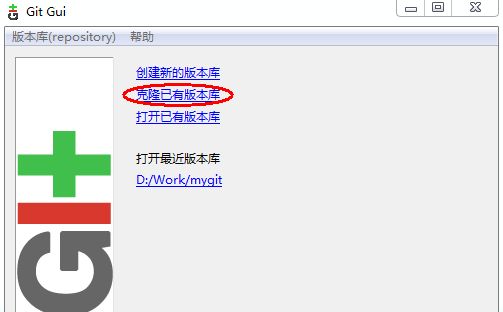 Git Gui
版本库(repository) 帮助
创建新的版本库
克隆已有版本库
打开已有版本库
打开最近版本库
D:/Work/mygit
GIt